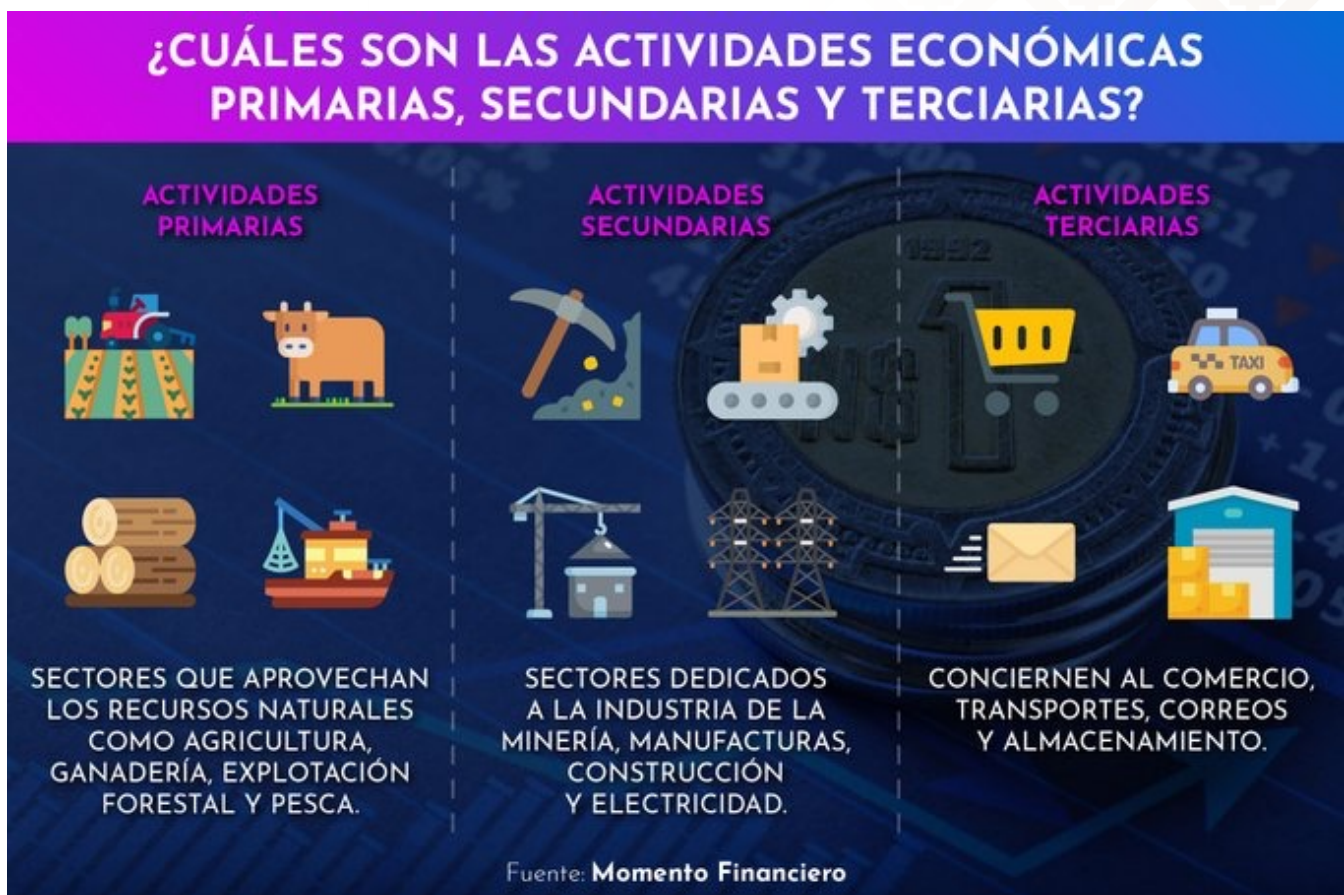 ¿CUÁLES SON LAS ACTIVIDADES ECONÓMICAS
PRIMARIAS, SECUNDARIAS Y TERCIARIAS?
ACTIVIDADES
PRIMARIAS
SECTORES QUE APROVECHAN
LOS RECURSOS NATURALES
COMO AGRICULTURA,
GANADERÍA, EXPLOTACIÓN
FORESTAL Y PESCA.
ACTIVIDADES
SECUNDARIAS
SECTORES DEDICADOS
A LA INDUSTRIA DE LA
MINERÍA, MANUFACTURAS,
CONSTRUCCIÓN
Y ELECTRICIDAD.
ACTIVIDADES
TERCIARIAS
TAXI
CONCIERNEN AL COMERCIO,
TRANSPORTES, CORREOS
Y ALMACENAMIENTO.
1992
Fuente: Momento Financiero